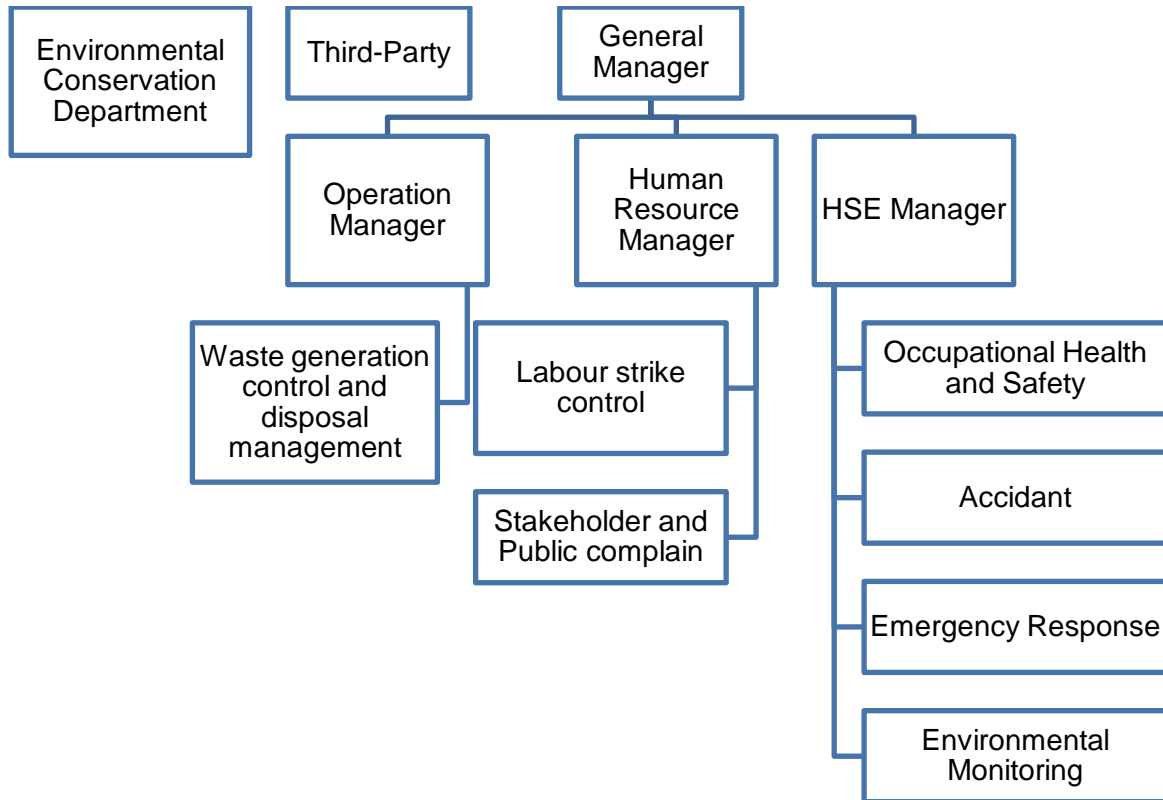 Environmental
Conservation
Department
Third-Party
General
Manager
Operation
Manager
Human
Resource
Manager
HSE Manager
Waste generation
control and
disposal
management
Labour strike
control
Stakeholder and
Public complain
Occupational Health
and Safety
Accidant
Emergency Response
Environmental
Monitoring